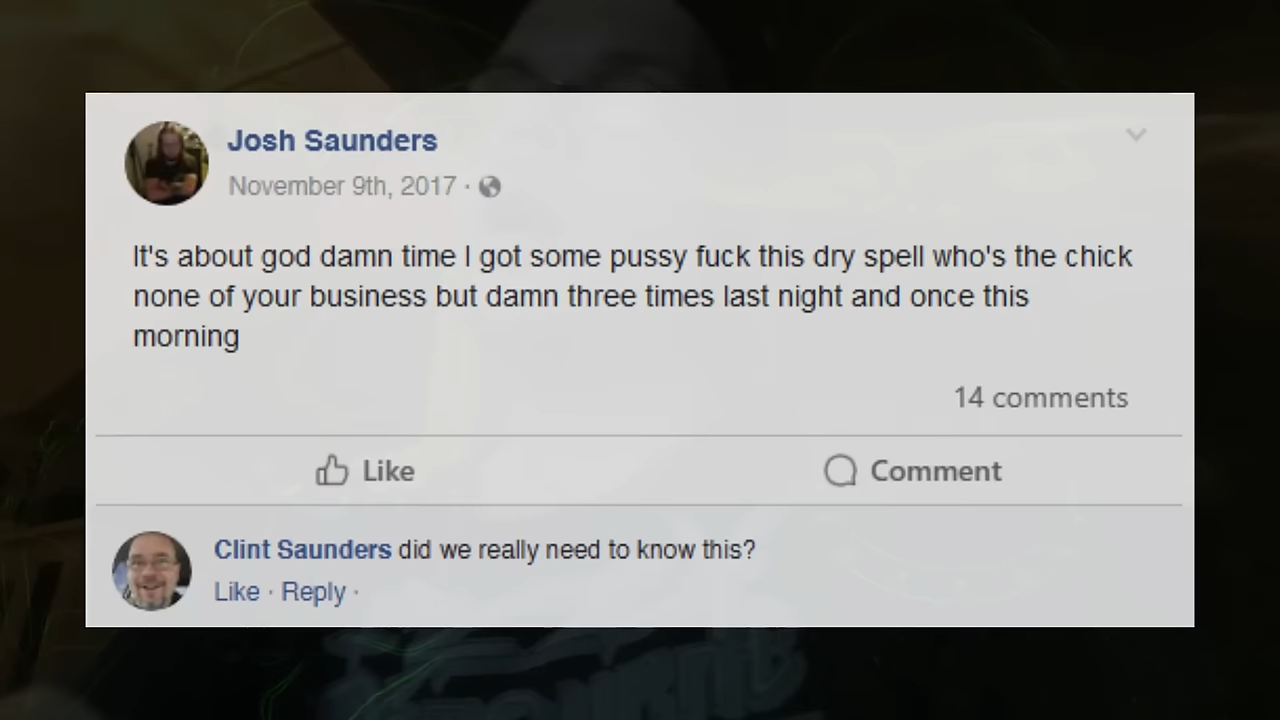 Josh Saunders
November 9th, 2017 ·
It's about god damn time I got some pussy fuck this dry spell who's the chick
none of your business but damn three times last night and once this
morning
14 comments
Like
Comment
Clint Saunders did we really need to know this?
Like · Reply ·